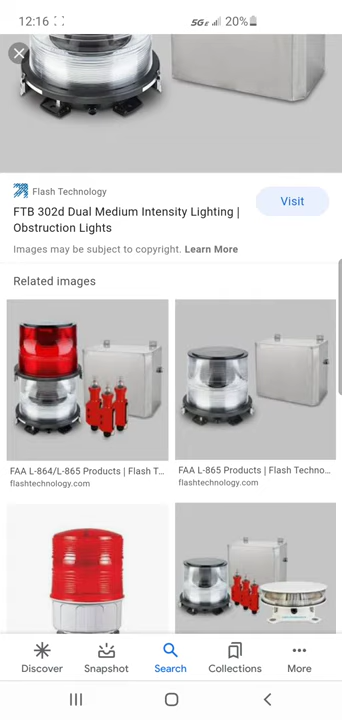 12:16
5GE 20%
Flash Technology
FTB 302d Dual Medium Intensity Lighting |
Obstruction Lights
Visit
Images may be subject to copyright. Learn More
Related images
FAA L-864/L-865 Products | Flash T...
flashtechnology.com
FAA L-865 Products | Flash Techno...
flashtechnology.com
Discover
Snapshot
Search
Collections
More